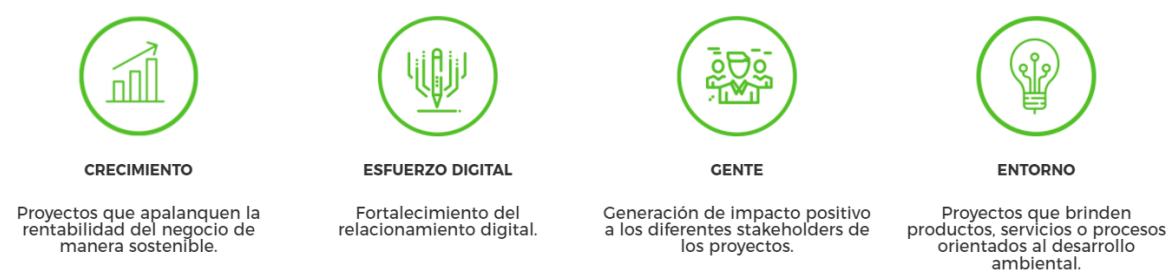 CRECIMIENTO
Proyectos que apalanquen la
rentabilidad del negocio de
manera sostenible.
ESFUERZO DIGITAL
Fortalecimiento del
relacionamiento digital.
GENTE
Generación de impacto positivo
a los diferentes stakeholders de
los proyectos.
ENTORNO
Proyectos que brinden
productos, servicios o procesos
orientados al desarrollo
ambiental.